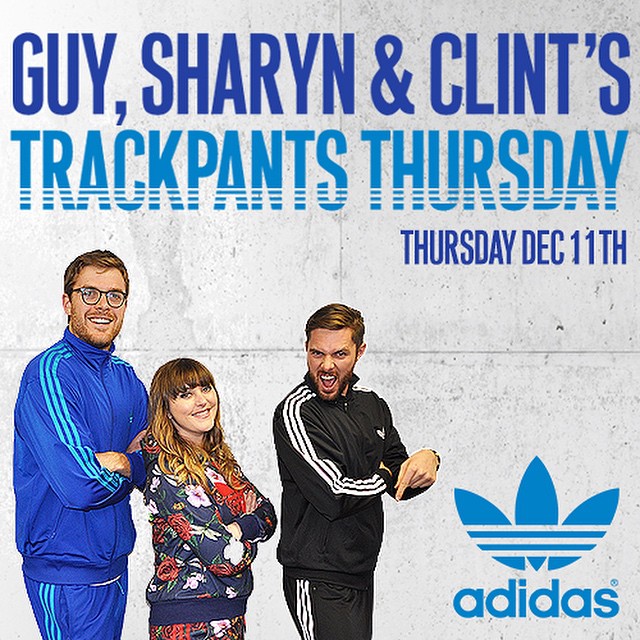 GUY, SHARYN & CLINT'S
TRACKPANTS THURSDAY
THURSDAY DEC 11TH
adidas®